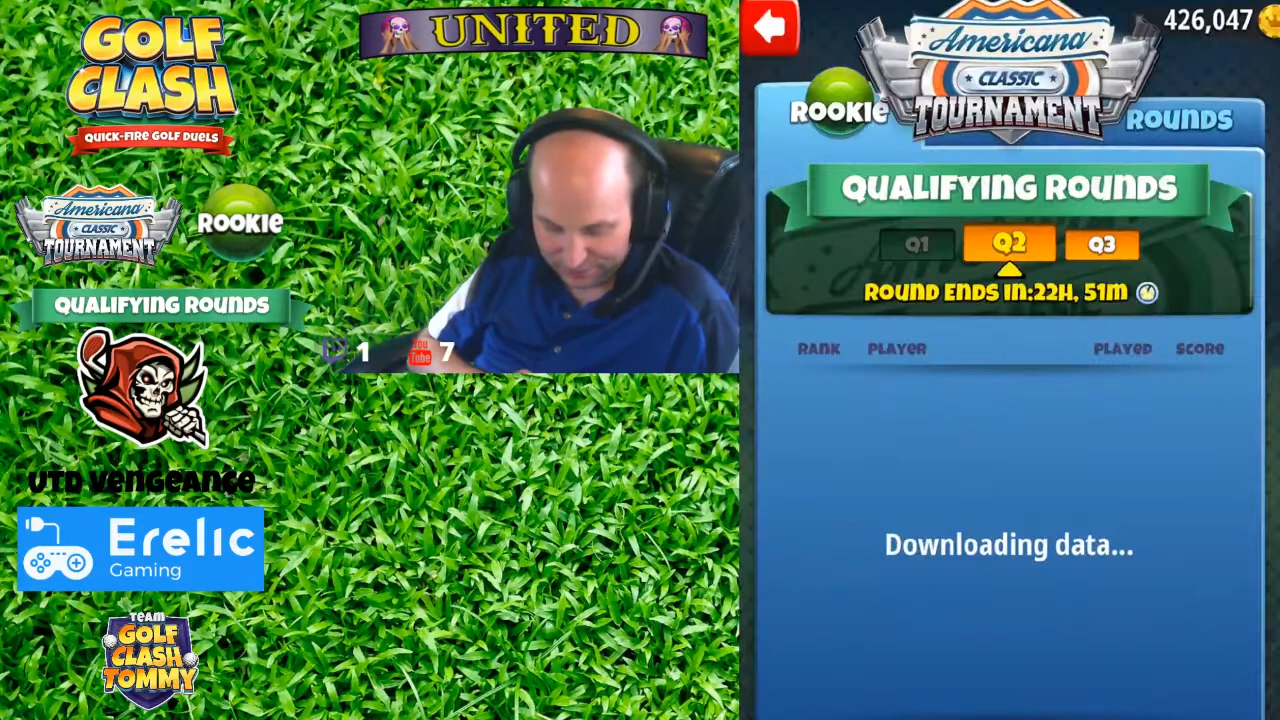 GOLF
CLASH
QUICK-FIRE GOLF DUELS
Americana
CLASSIC
TOURNAMENT
ROOKIE
QUALIFYING ROUNDS
UTD VENGEANCE
Erelic
Gaming
TEAM
GOLF
CLASH
TOMMY
UNITED
1
You
Tube
7
426,047
Americana
CLASSIC
TOURNAMENT
ROOKIE
ROUNDS
QUALIFYING ROUNDS
Q1
Q2
Q3
ROUND ENDS IN:22H, 51M
RANK
PLAYER
PLAYED
SCORE
Downloading data...